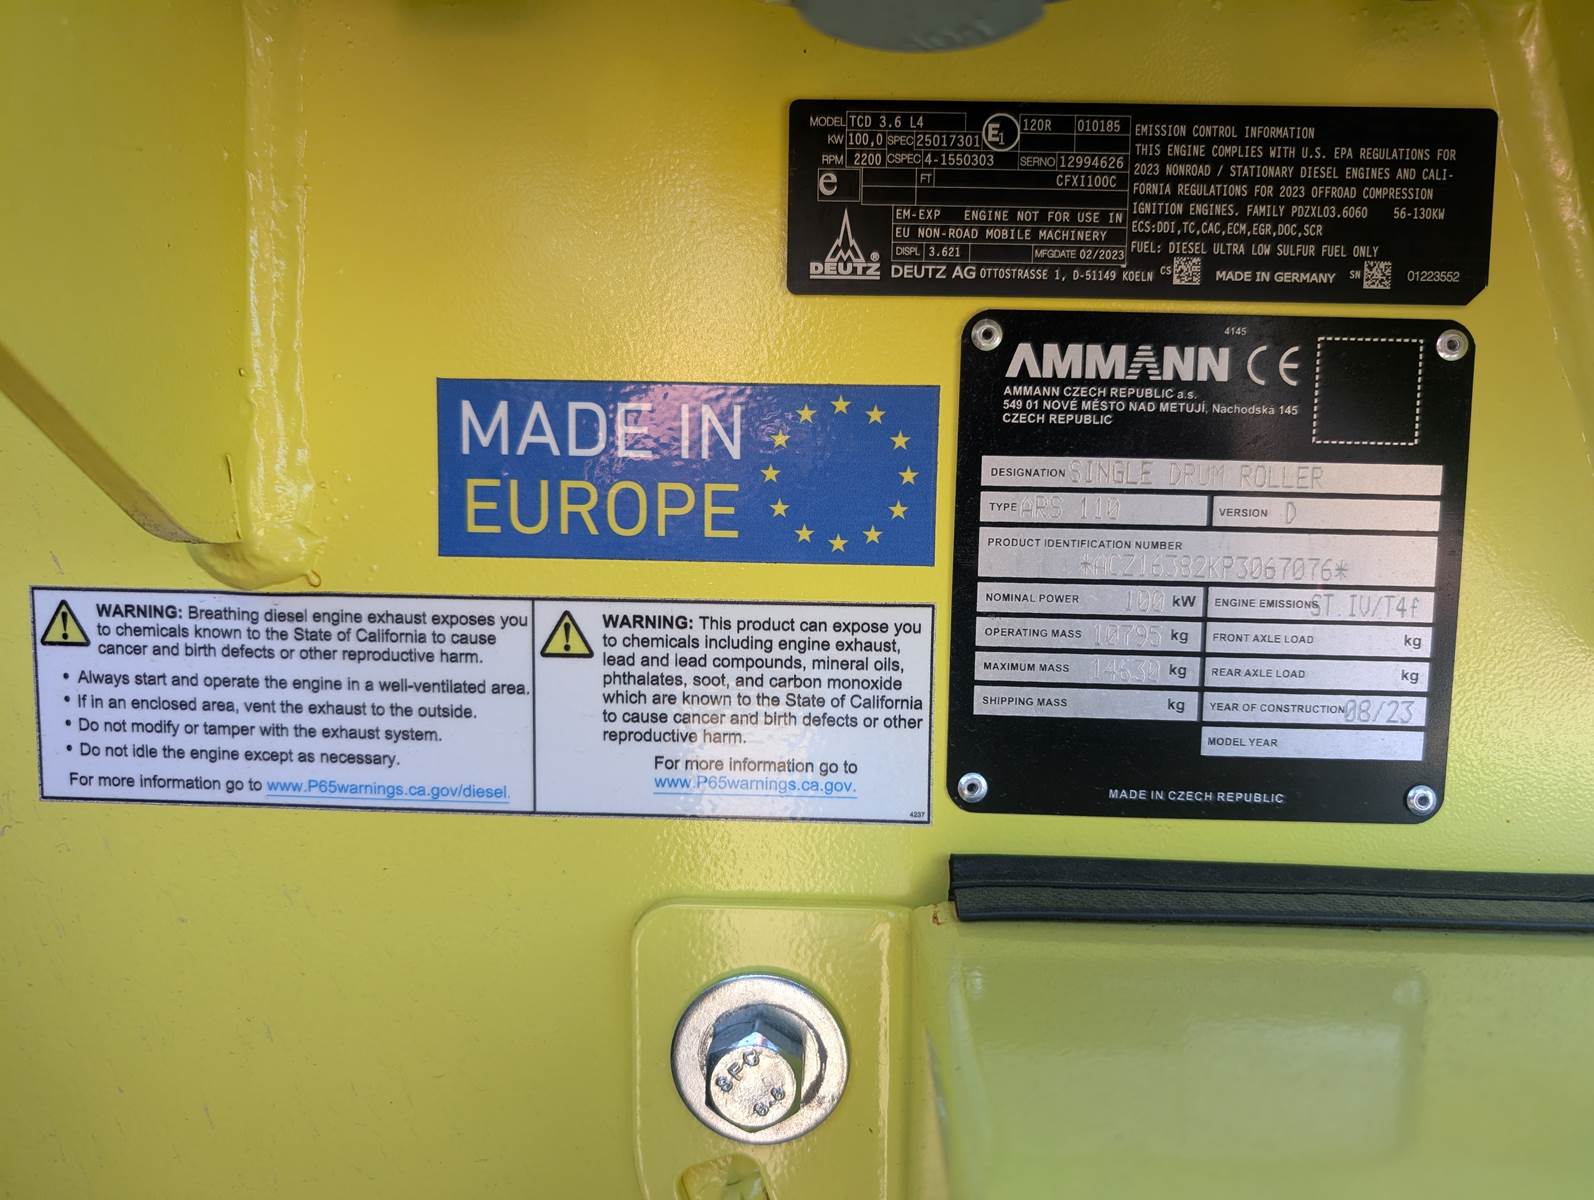 MODEL TCD 3.6 L4
120R 010185
KW 100,0 SPEC 25017301 E1
RPM 2200 CSPEC 4-1550303 SERNO 12994626
e FT CFXI100C
EM-EXP ENGINE NOT FOR USE IN
EU NON-ROAD MOBILE MACHINERY
DISPL 3.621 MFGDATE 02/2023
DEUTZ ®
DEUTZ AG OTTOSTRASSE 1, D-51149 KOELN
EMISSION CONTROL INFORMATION
THIS ENGINE COMPLIES WITH U.S. EPA REGULATIONS FOR
2023 NONROAD / STATIONARY DIESEL ENGINES AND CALI-
FORNIA REGULATIONS FOR 2023 OFFROAD COMPRESSION
IGNITION ENGINES. FAMILY PDZXL03.6060 56-130KW
ECS:DDI,TC,CAC,ECM,EGR,DOC,SCR
FUEL: DIESEL ULTRA LOW SULFUR FUEL ONLY
CS MADE IN GERMANY SN 01223552
MADE IN
EUROPE
4145
AMMANN CE
AMMANN CZECH REPUBLIC a.s.
549 01 NOVÉ MĚSTO NAD METUJÍ, Náchodská 145
CZECH REPUBLIC
DESIGNATION SINGLE DRUM ROLLER
TYPE ARS 110 VERSION D
PRODUCT IDENTIFICATION NUMBER
*ACZ16382KP3067076*
NOMINAL POWER 100 kW ENGINE EMISSIONS ST.IV/T4f
OPERATING MASS 10795 kg FRONT AXLE LOAD kg
MAXIMUM MASS 14630 kg REAR AXLE LOAD kg
SHIPPING MASS kg YEAR OF CONSTRUCTION 08/23
MODEL YEAR
MADE IN CZECH REPUBLIC
WARNING: Breathing diesel engine exhaust exposes you
to chemicals known to the State of California to cause
cancer and birth defects or other reproductive harm.
• Always start and operate the engine in a well-ventilated area.
• If in an enclosed area, vent the exhaust to the outside.
• Do not modify or tamper with the exhaust system.
• Do not idle the engine except as necessary.
For more information go to www.P65warnings.ca.gov/diesel.
WARNING: This product can expose you
to chemicals including engine exhaust,
lead and lead compounds, mineral oils,
phthalates, soot, and carbon monoxide
which are known to the State of California
to cause cancer and birth defects or other
reproductive harm.
For more information go to
www.P65warnings.ca.gov.
4237
8.8